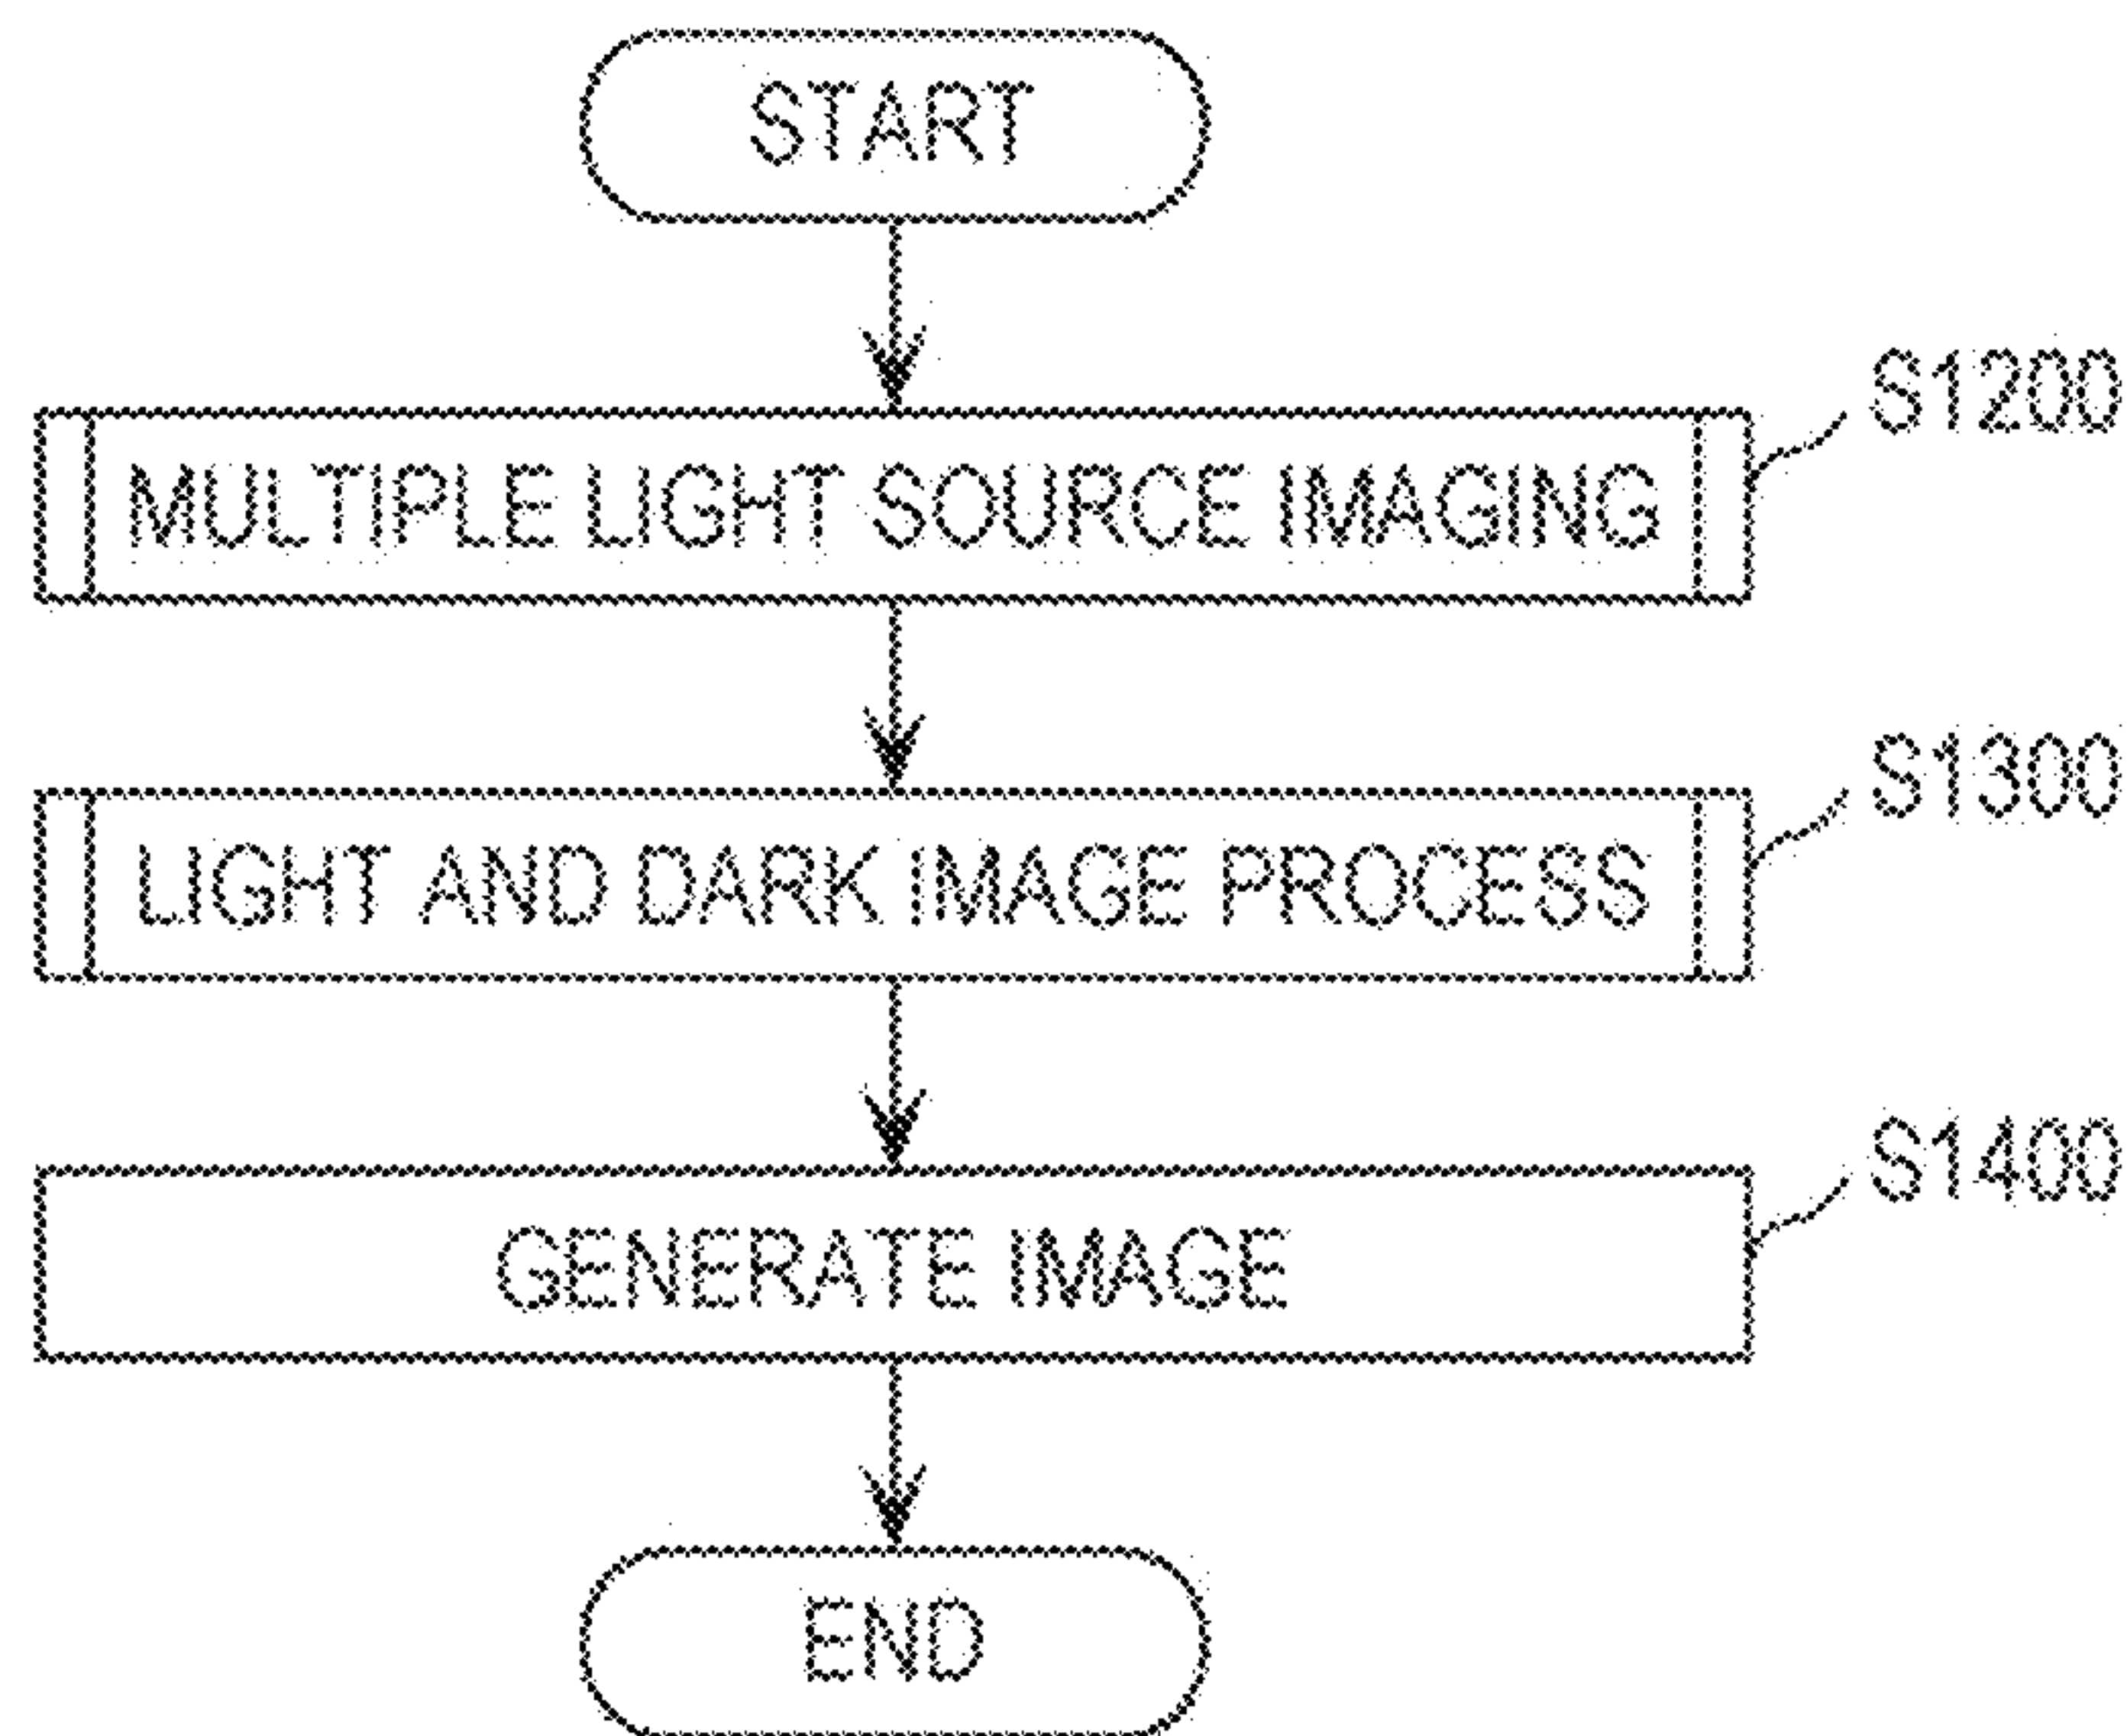 START
S1200
MULTIPLE LIGHT SOURCE IMAGING
S1300
LIGHT AND DARK IMAGE PROCESS
S1400
GENERATE IMAGE
END